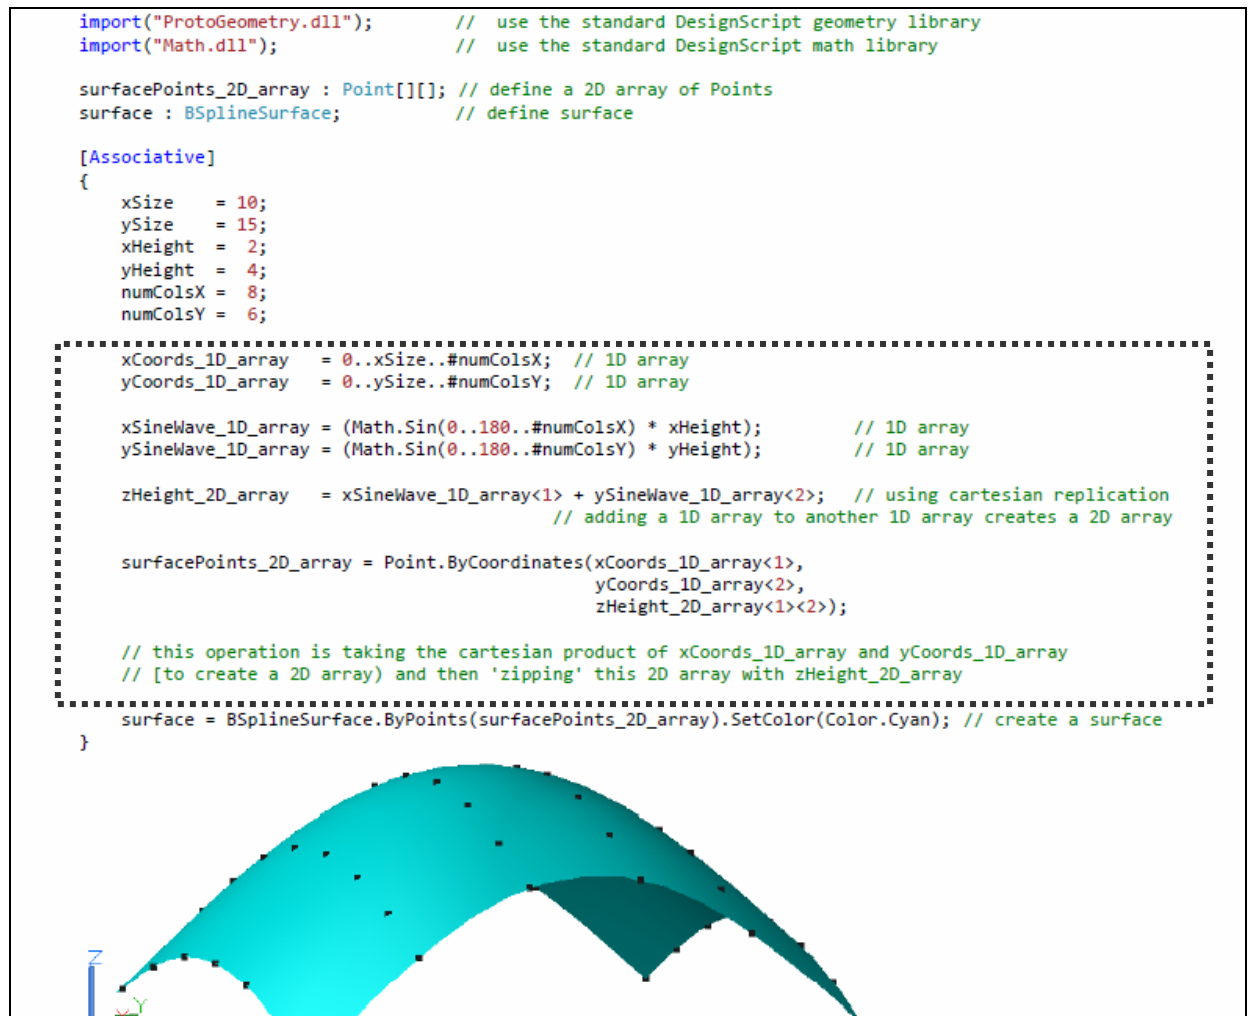 import("ProtoGeometry.dll");        //  use the standard DesignScript geometry library
import("Math.dll");                 //  use the standard DesignScript math library
surfacePoints_2D_array : Point[][]; // define a 2D array of Points
surface : BSplineSurface;           // define surface
[Associative]
{
    xSize    = 10;
    ySize    = 15;
    xHeight  =  2;
    yHeight  =  4;
    numColsX =  8;
    numColsY =  6;
    xCoords_1D_array   = 0..xSize..#numColsX;  // 1D array
    yCoords_1D_array   = 0..ySize..#numColsY;  // 1D array
    xSineWave_1D_array = (Math.Sin(0..180..#numColsX) * xHeight);         // 1D array
    ySineWave_1D_array = (Math.Sin(0..180..#numColsY) * yHeight);         // 1D array
    zHeight_2D_array   = xSineWave_1D_array<1> + ySineWave_1D_array<2>;   // using cartesian replication
                                             // adding a 1D array to another 1D array creates a 2D array
    surfacePoints_2D_array = Point.ByCoordinates(xCoords_1D_array<1>,
                                                 yCoords_1D_array<2>,
                                                 zHeight_2D_array<1><2>);
    // this operation is taking the cartesian product of xCoords_1D_array and yCoords_1D_array
    // [to create a 2D array) and then 'zipping' this 2D array with zHeight_2D_array
    surface = BSplineSurface.ByPoints(surfacePoints_2D_array).SetColor(Color.Cyan); // create a surface
}
Z
Y